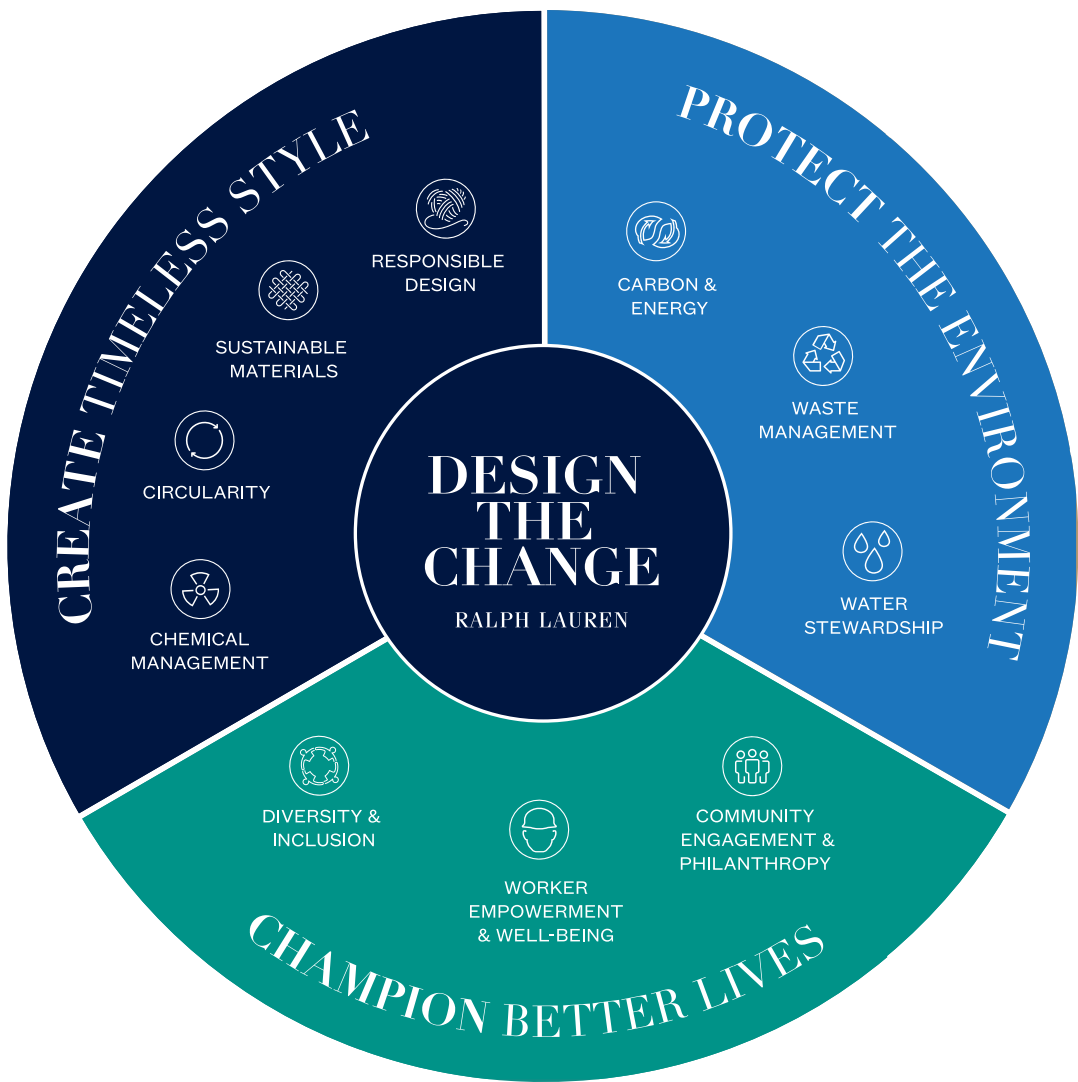 CREATE TIMELESS STYLE
RESPONSIBLE
DESIGN
SUSTAINABLE
MATERIALS
CIRCULARITY
CHEMICAL
MANAGEMENT
PROTECT THE ENVIRONMENT
CARBON &
ENERGY
WASTE
MANAGEMENT
WATER
STEWARDSHIP
DESIGN
THE
CHANGE
RALPH LAUREN
DIVERSITY &
INCLUSION
WORKER
EMPOWERMENT
& WELL-BEING
COMMUNITY
ENGAGEMENT &
PHILANTHROPY
CHAMPION BETTER LIVES